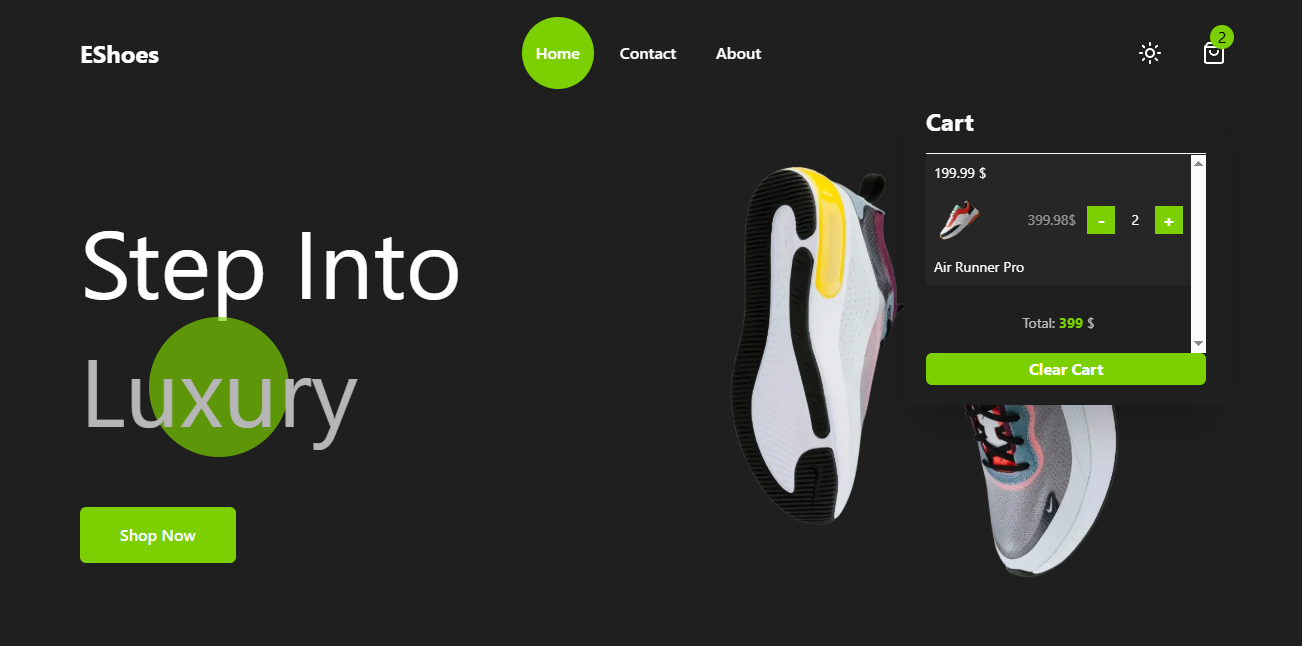 EShoes
Home Contact About
2
Cart
199.99 $
399.98$ - 2 +
Air Runner Pro
Total: 399 $
Clear Cart
Step Into
Luxury
Shop Now